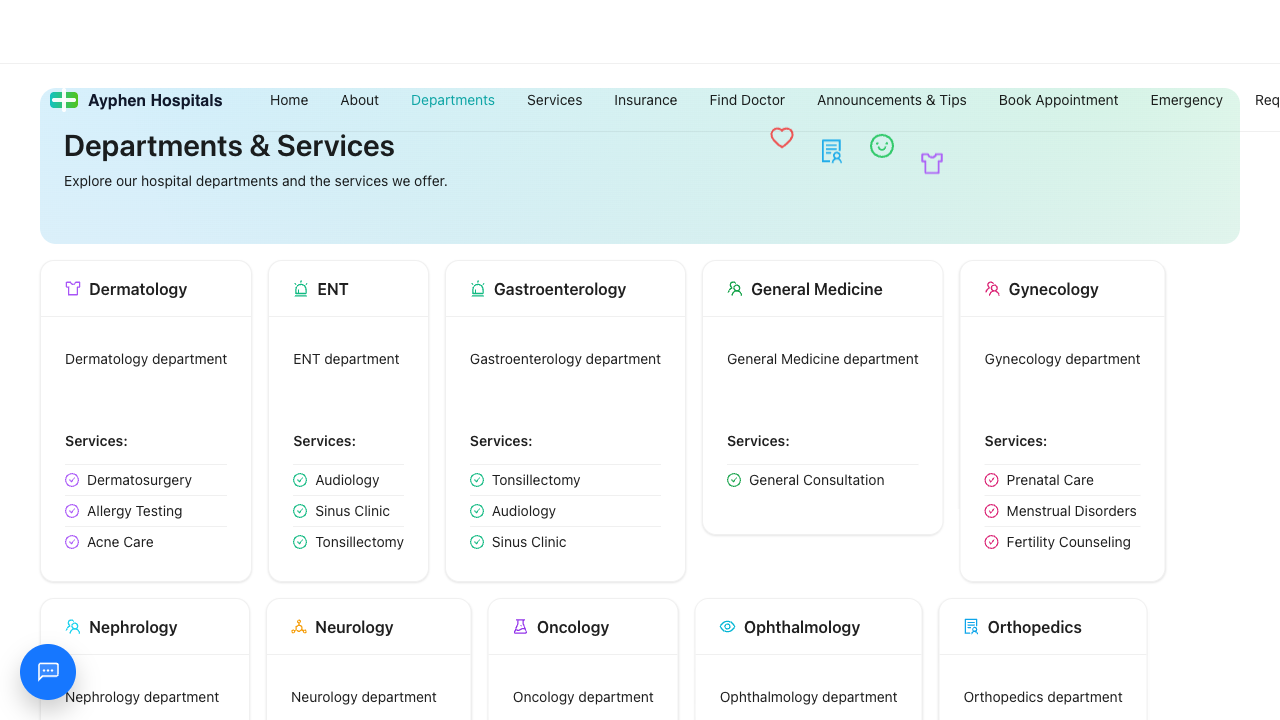 Ayphen Hospitals Home About Departments Services Insurance Find Doctor Announcements & Tips Book Appointment Emergency Req
Departments & Services
Explore our hospital departments and the services we offer.
Dermatology
Dermatology department
Services:
Dermatosurgery
Allergy Testing
Acne Care
ENT
ENT department
Services:
Audiology
Sinus Clinic
Tonsillectomy
Gastroenterology
Gastroenterology department
Services:
Tonsillectomy
Audiology
Sinus Clinic
General Medicine
General Medicine department
Services:
General Consultation
Gynecology
Gynecology department
Services:
Prenatal Care
Menstrual Disorders
Fertility Counseling
Nephrology
Nephrology department
Neurology
Neurology department
Oncology
Oncology department
Ophthalmology
Ophthalmology department
Orthopedics
Orthopedics department